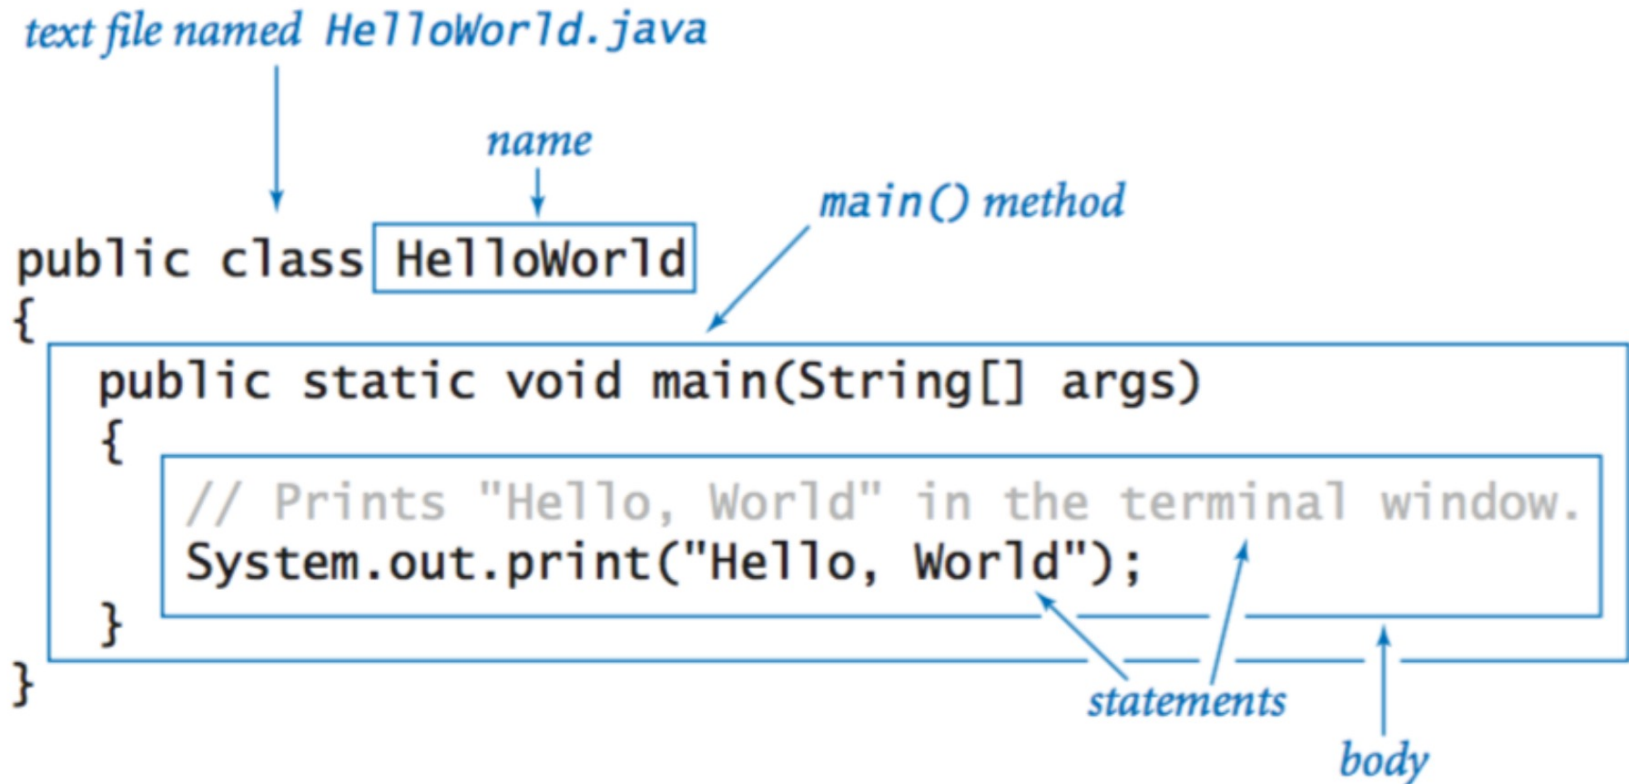 text file named HelloWorld.java
name
main() method
public class HelloWorld
{
public static void main(String[] args)
{
// Prints "Hello, World" in the terminal window.
System.out.print("Hello, World");
}
}
statements
body